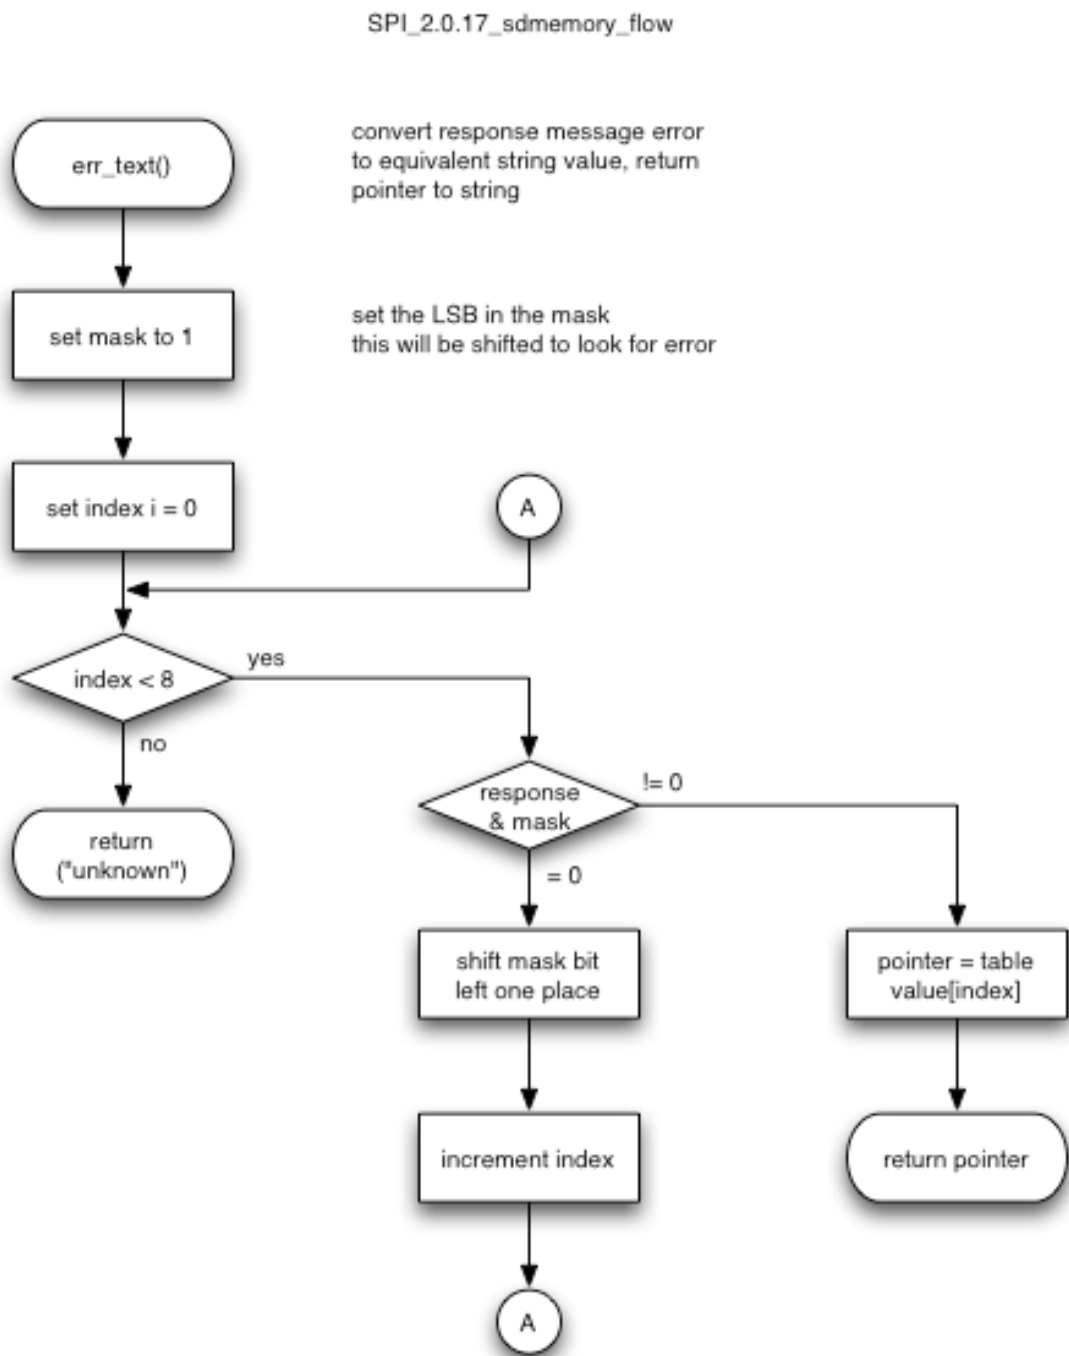 SPI_2.0.17_sdmemory_flow
err_text()
convert response message error
to equivalent string value, return
pointer to string
set mask to 1
set the LSB in the mask
this will be shifted to look for error
set index i = 0
A
index < 8
yes
no
return
("unknown")
response
& mask
!= 0
= 0
shift mask bit
left one place
pointer = table
value[index]
increment index
return pointer
A